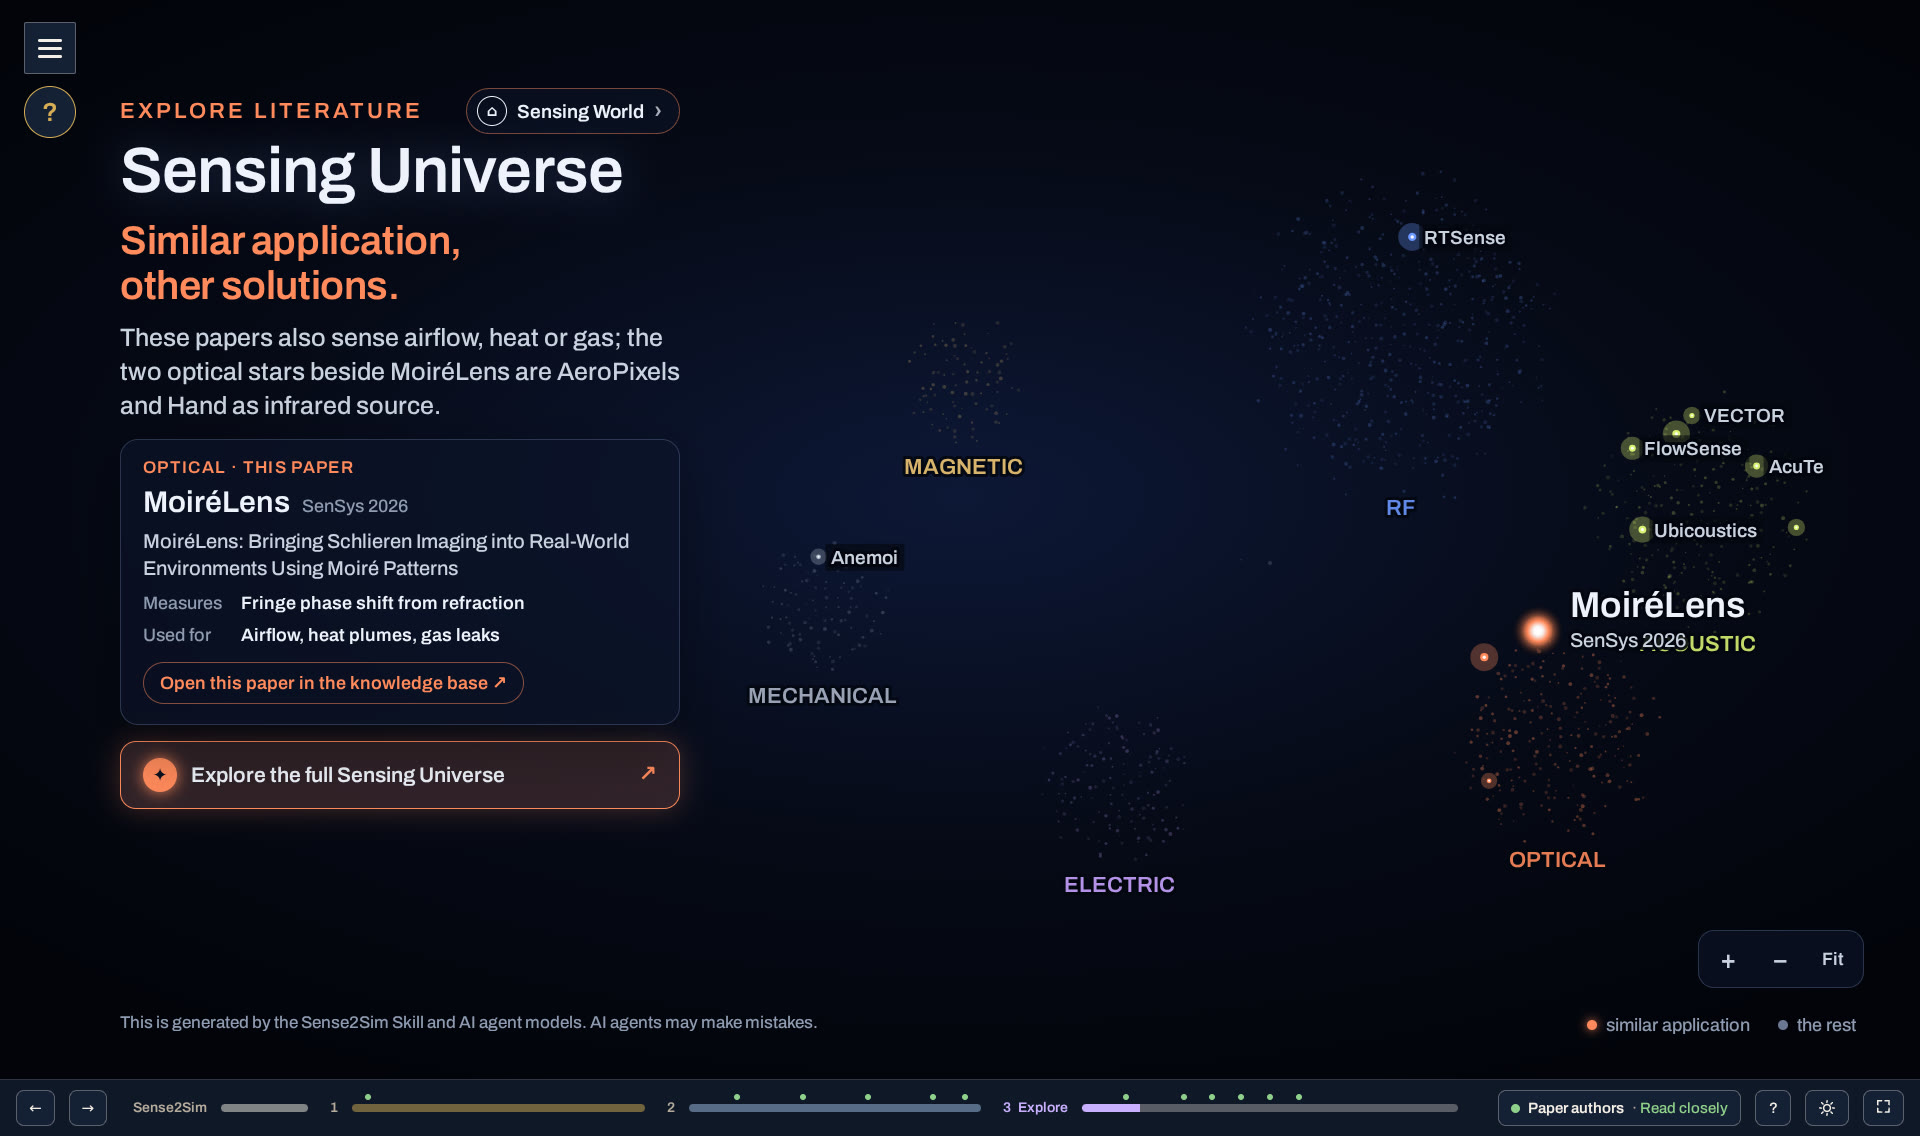 ?
EXPLORE LITERATURE
Sensing World ›
Sensing Universe
Similar application,
other solutions.
These papers also sense airflow, heat or gas; the
two optical stars beside MoiréLens are AeroPixels
and Hand as infrared source.
OPTICAL · THIS PAPER
MoiréLens SenSys 2026
MoiréLens: Bringing Schlieren Imaging into Real-World
Environments Using Moiré Patterns
Measures Fringe phase shift from refraction
Used for Airflow, heat plumes, gas leaks
Open this paper in the knowledge base ↗
Explore the full Sensing Universe ↗
RTSense
VECTOR
FlowSense
AcuTe
MAGNETIC
RF
Ubicoustics
Anemoi
MoiréLens
SenSys 2026
MECHANICAL
OPTICAL
ELECTRIC
+ − Fit
This is generated by the Sense2Sim Skill and AI agent models. AI agents may make mistakes.
similar application the rest
← → Sense2Sim 1 2 3 Explore Paper authors · Read closely ?